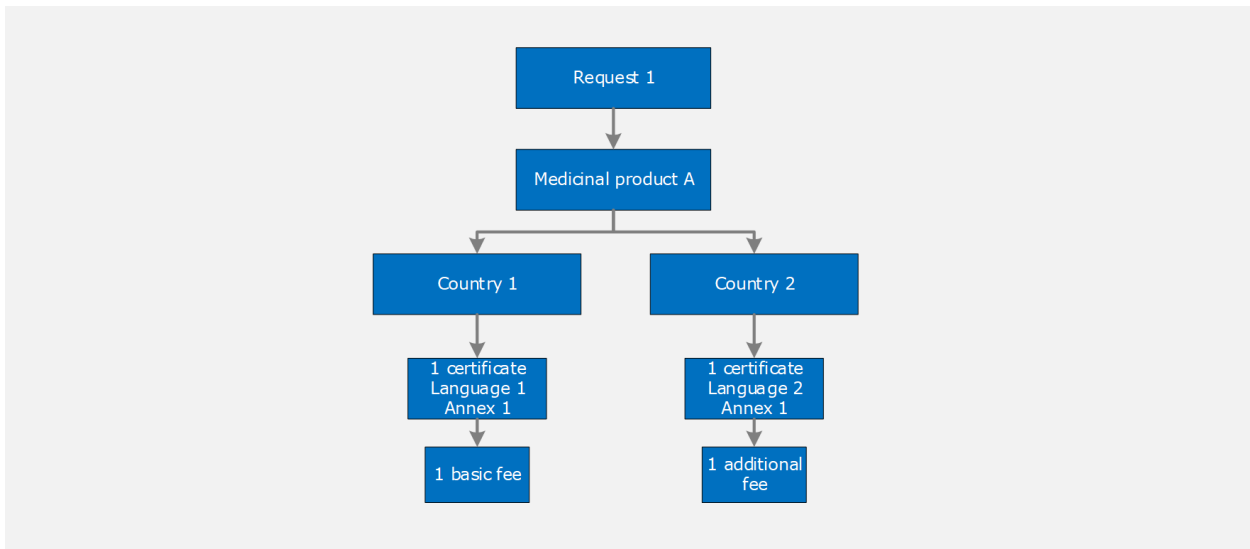 Request 1
Medicinal product A
Country 1
Country 2
1 certificate
Language 1
Annex 1
1 certificate
Language 2
Annex 1
1 basic fee
1 additional
fee